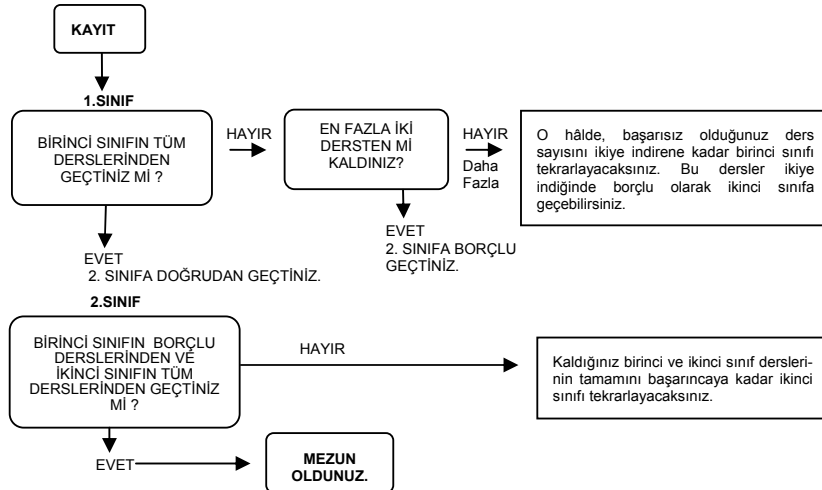 KAYIT
1.SINIF
BİRİNCİ SINIFIN TÜM
DERSLERİNDEN
GEÇTİNİZ Mİ ?
HAYIR
EN FAZLA İKİ
DERSTEN Mİ
KALDINIZ?
HAYIR
Daha
Fazla
O hâlde, başarısız olduğunuz ders
sayısını ikiye indirene kadar birinci sınıfı
tekrarlayacaksınız. Bu dersler ikiye
indiğinde borçlu olarak ikinci sınıfa
geçebilirsiniz.
EVET
2. SINIFA DOĞRUDAN GEÇTİNİZ.
EVET
2. SINIFA BORÇLU
GEÇTİNİZ.
2.SINIF
BİRİNCİ SINIFIN BORÇLU
DERSLERİNDEN VE
İKİNCİ SINIFIN TÜM
DERSLERİNDEN GEÇTİNİZ
Mİ ?
HAYIR
Kaldığınız birinci ve ikinci sınıf dersleri-
nin tamamını başarıncaya kadar ikinci
sınıfı tekrarlayacaksınız.
EVET
MEZUN
OLDUNUZ.